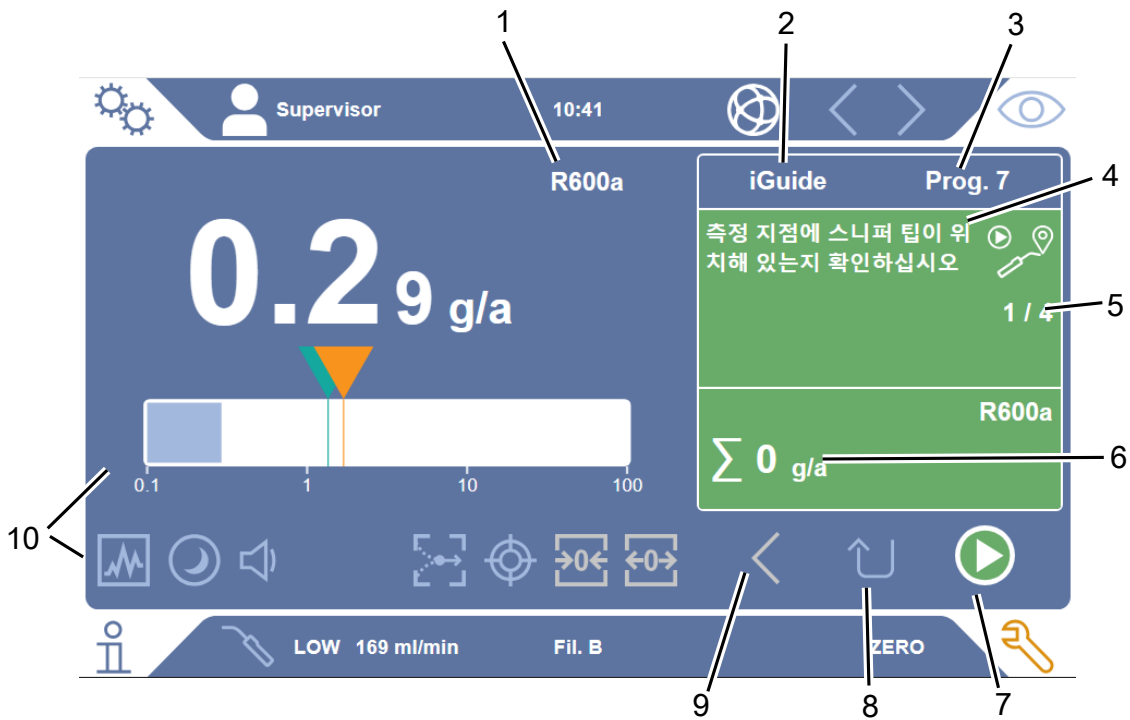 1
2
3
Supervisor
10:41
R600a
iGuide
Prog. 7
4
0.29 g/a
측정 지점에 스니퍼 팁이 위
치해 있는지 확인하십시오
1 / 4
5
R600a
∑ 0 g/a
6
0.1
1
10
100
10
→0←
←0→
LOW
169 ml/min
Fil. B
ZERO
9
8
7